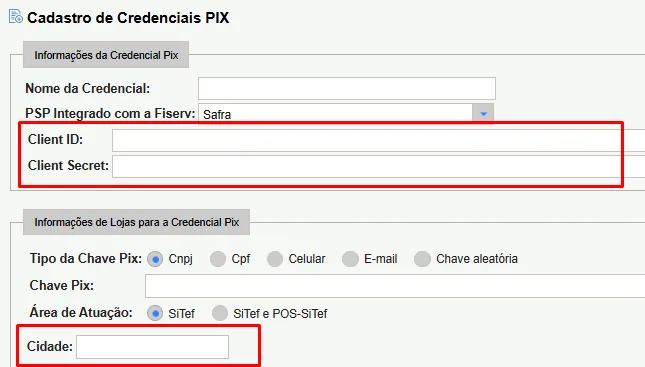 Cadastro de Credenciais PIX
Informações da Credencial Pix
Nome da Credencial:
PSP Integrado com a Fiserv: Safra
Client ID:
Client Secret:
Informações de Lojas para a Credencial Pix
Tipo da Chave Pix: Cnpj Cpf Celular E-mail Chave aleatória
Chave Pix:
Área de Atuação: SiTef SiTef e POS-SiTef
Cidade: